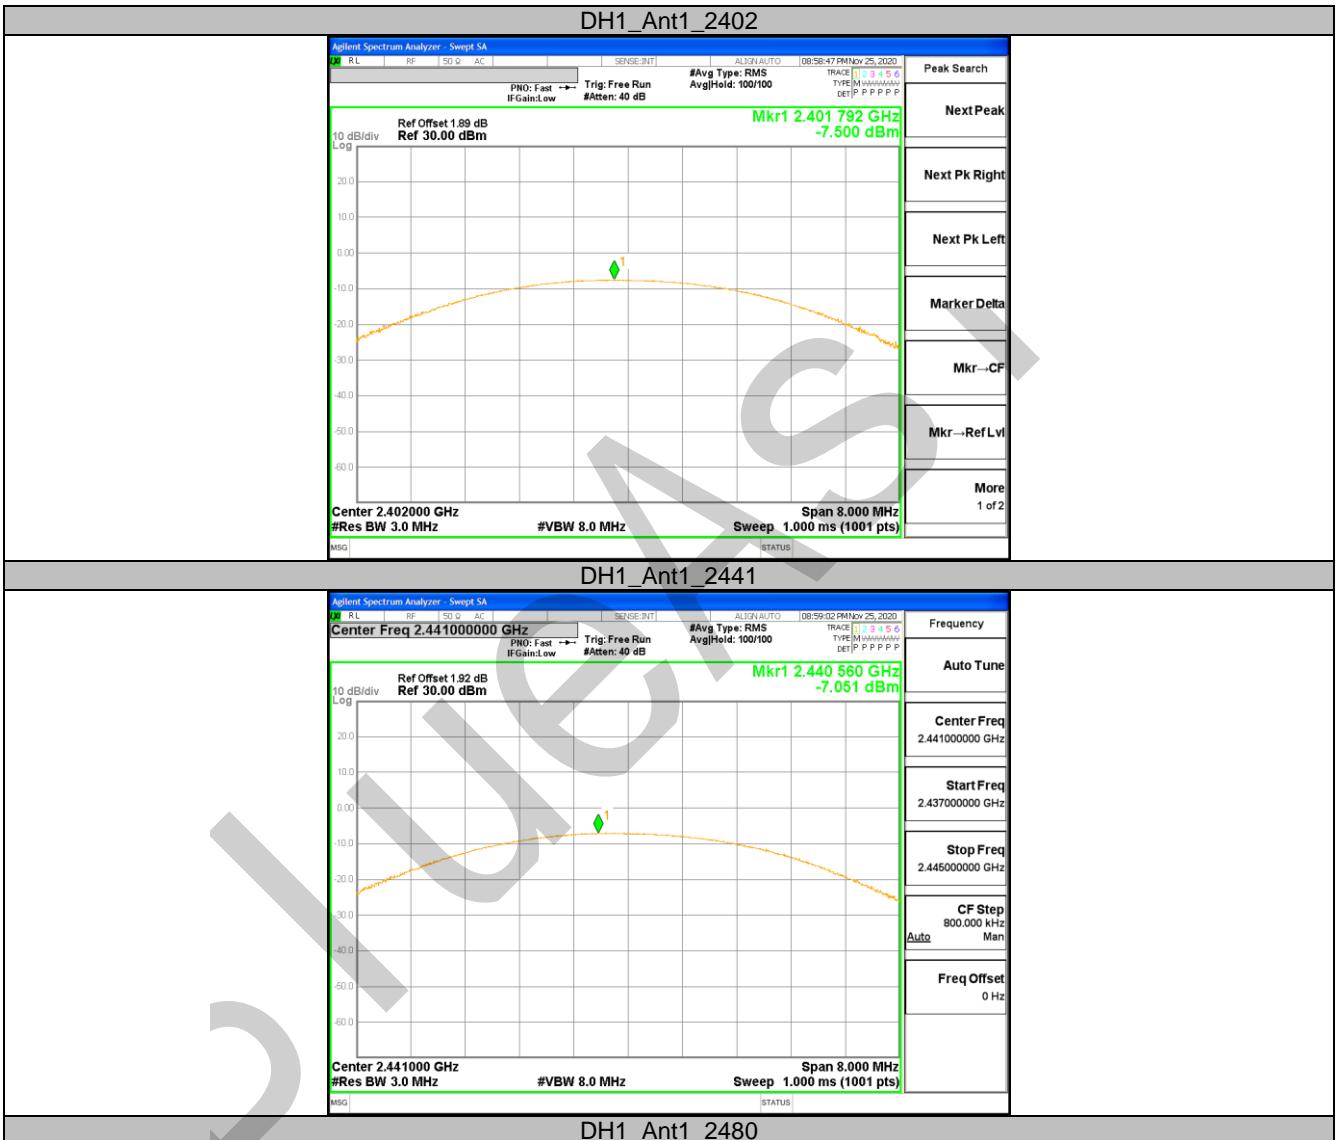 DH1_Ant1_2402
Agilent Spectrum Analyzer - Swept SA
RL RF 50 Ω AC SENSE:INT ALIGNAUTO 08:58:47 PM Nov 25, 2020
PNO: Fast Trig: Free Run #Avg Type: RMS TRACE 1 2 3 4 5 6
IFGain:Low #Atten: 40 dB Avg|Hold: 100/100 TYPE M WWWWW
DET P P P P P P
Mkr1 2.401 792 GHz
-7.500 dBm
Ref Offset 1.89 dB
10 dB/div Ref 30.00 dBm
Log
20.0
10.0
0.00
-10.0
-20.0
-30.0
-40.0
-50.0
-60.0
1
Center 2.402000 GHz Span 8.000 MHz
#Res BW 3.0 MHz #VBW 8.0 MHz Sweep 1.000 ms (1001 pts)
MSG STATUS
Peak Search
Next Peak
Next Pk Right
Next Pk Left
Marker Delta
Mkr→CF
Mkr→Ref Lvl
More
1 of 2
DH1_Ant1_2441
Agilent Spectrum Analyzer - Swept SA
RL RF 50 Ω AC SENSE:INT ALIGNAUTO 08:59:02 PM Nov 25, 2020
Center Freq 2.441000000 GHz
PNO: Fast Trig: Free Run #Avg Type: RMS TRACE 1 2 3 4 5 6
IFGain:Low #Atten: 40 dB Avg|Hold: 100/100 TYPE M WWWWW
DET P P P P P P
Mkr1 2.440 560 GHz
-7.051 dBm
Ref Offset 1.92 dB
10 dB/div Ref 30.00 dBm
Log
20.0
10.0
0.00
-10.0
-20.0
-30.0
-40.0
-50.0
-60.0
1
Center 2.441000 GHz Span 8.000 MHz
#Res BW 3.0 MHz #VBW 8.0 MHz Sweep 1.000 ms (1001 pts)
MSG STATUS
Frequency
Auto Tune
Center Freq
2.441000000 GHz
Start Freq
2.437000000 GHz
Stop Freq
2.445000000 GHz
CF Step
800.000 kHz
Auto Man
Freq Offset
0 Hz
DH1_Ant1_2480